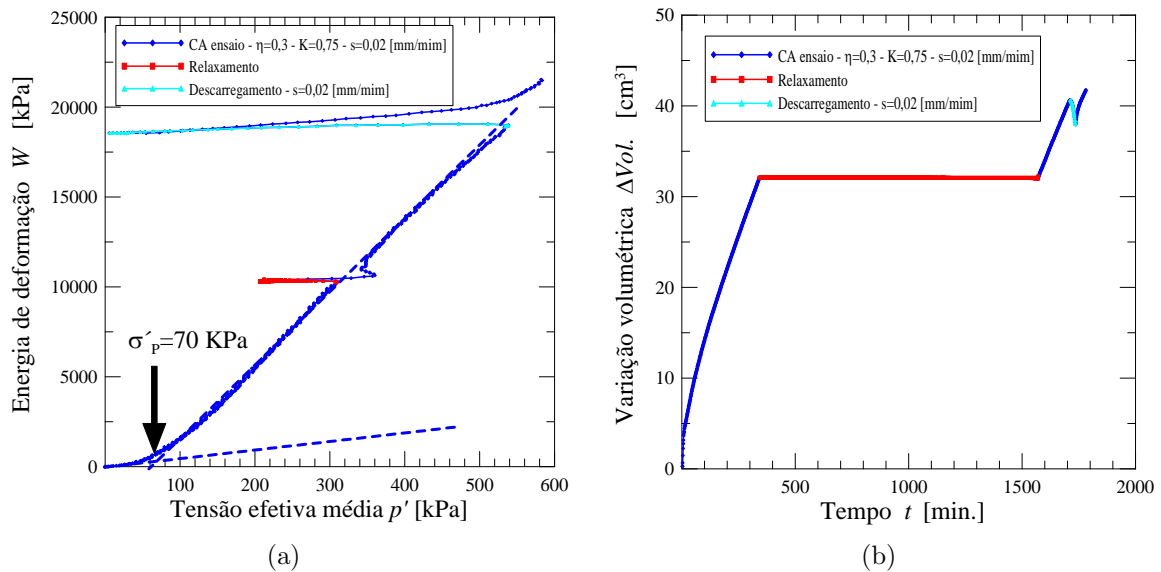 25000
20000
15000
10000
5000
0
Energia de deformação W [kPa]
CA ensaio - η=0,3 - K=0,75 - s=0,02 [mm/mim]
Relaxamento
Descarregamento - s=0,02 [mm/mim]
σ´P=70 KPa
100 200 300 400 500 600
Tensão efetiva média p' [kPa]
(a)
50
40
30
20
10
0
Variação volumétrica ΔVol. [cm³]
CA ensaio - η=0,3 - K=0,75 - s=0,02 [mm/mim]
Relaxamento
Descarregamento - s=0,02 [mm/mim]
500 1000 1500 2000
Tempo t [min.]
(b)